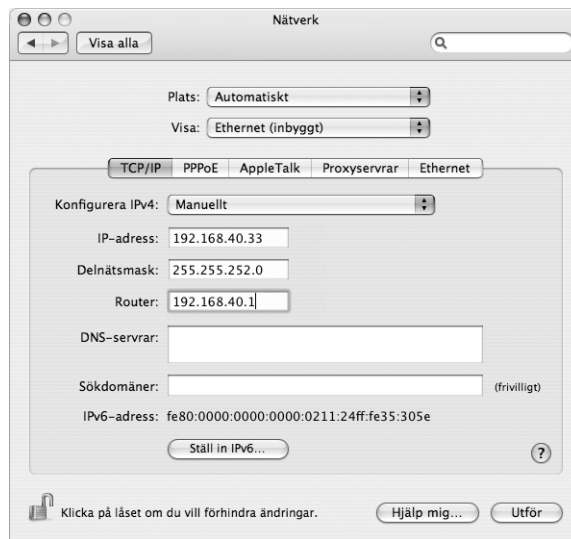 Nätverk
Visa alla
Plats: Automatiskt
Visa: Ethernet (inbyggt)
TCP/IP PPPoE AppleTalk Proxyservrar Ethernet
Konfigurera IPv4: Manuellt
IP-adress: 192.168.40.33
Delnätsmask: 255.255.252.0
Router: 192.168.40.1
DNS-servrar:
Sökdomäner: (frivilligt)
IPv6-adress: fe80:0000:0000:0000:0211:24ff:fe35:305e
Ställ in IPv6...
?
Klicka på låset om du vill förhindra ändringar. Hjälp mig... Utför